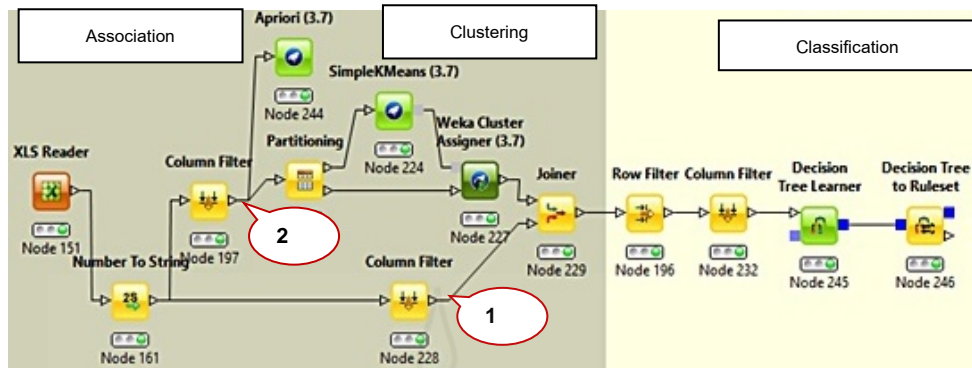 Association
Clustering
Classification
Apriori (3.7)
Node 244
SimpleKMeans (3.7)
Node 224
Weka Cluster
Assigner (3.7)
Node 227
XLS Reader
Node 151
Column Filter
Node 197
Partitioning
2
Number To String
2S
Node 161
Column Filter
Node 228
1
Joiner
Node 229
Row Filter
Node 196
Column Filter
Node 232
Decision
Tree Learner
Node 245
Decision Tree
to Ruleset
Node 246